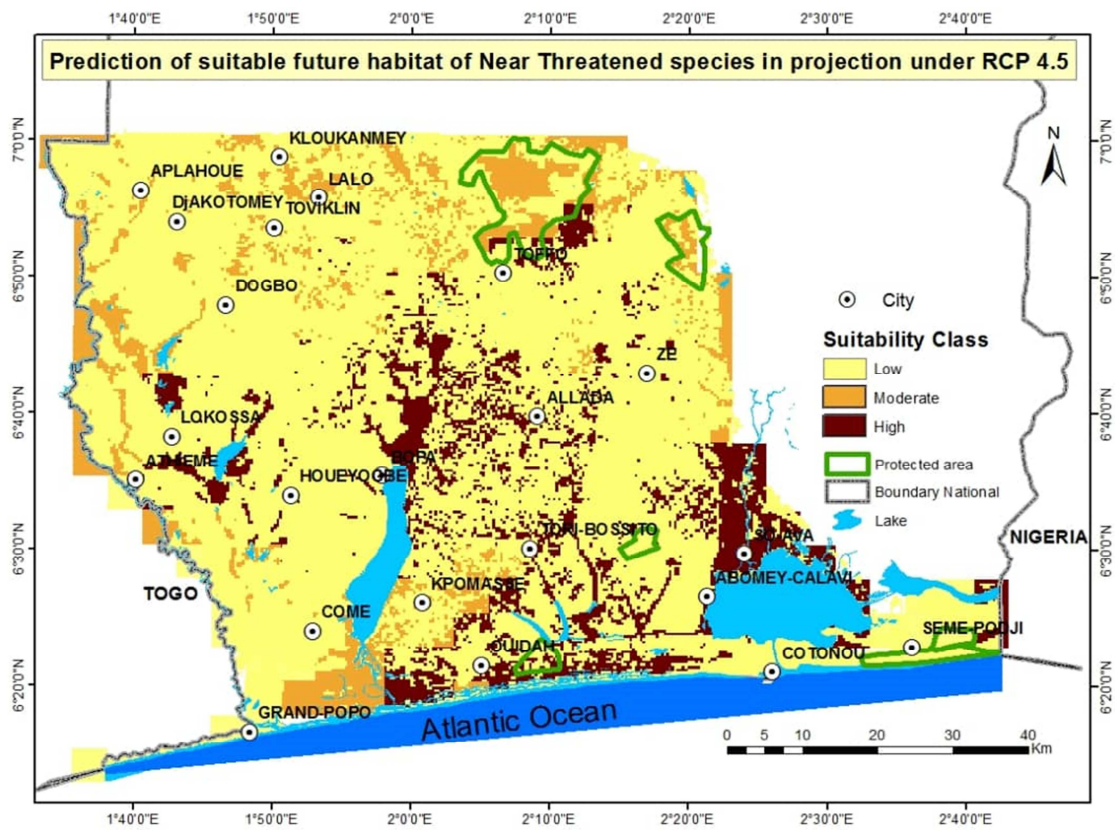 1°40'0"E 1°50'0"E 2°0'0"E 2°10'0"E 2°20'0"E 2°30'0"E 2°40'0"E
Prediction of suitable future habitat of Near Threatened species in projection under RCP 4.5
7°0'0"N
7°0'0"N
N
KLOUKANMEY
APLAHOUE
LALO
DjAKOTOMEY
TOVIKLIN
TOFFO
6°50'0"N
6°50'0"N
DOGBO
City
Suitability Class
Low
Moderate
High
Protected area
Boundary National
Lake
ZE
ALLADA
6°40'0"N
6°40'0"N
LOKOSSA
BOPA
ATHIEME
HOUEYOGBE
TORI-BOSSITO
SO-AVA
6°30'0"N
6°30'0"N
NIGERIA
ABOMEY-CALAVI
KPOMASSE
TOGO
COME
SEME-PODJI
OUIDAH
COTONOU
6°20'0"N
6°20'0"N
GRAND-POPO
Atlantic Ocean
0 5 10 20 30 40
Km
1°40'0"E 1°50'0"E 2°0'0"E 2°10'0"E 2°20'0"E 2°30'0"E 2°40'0"E